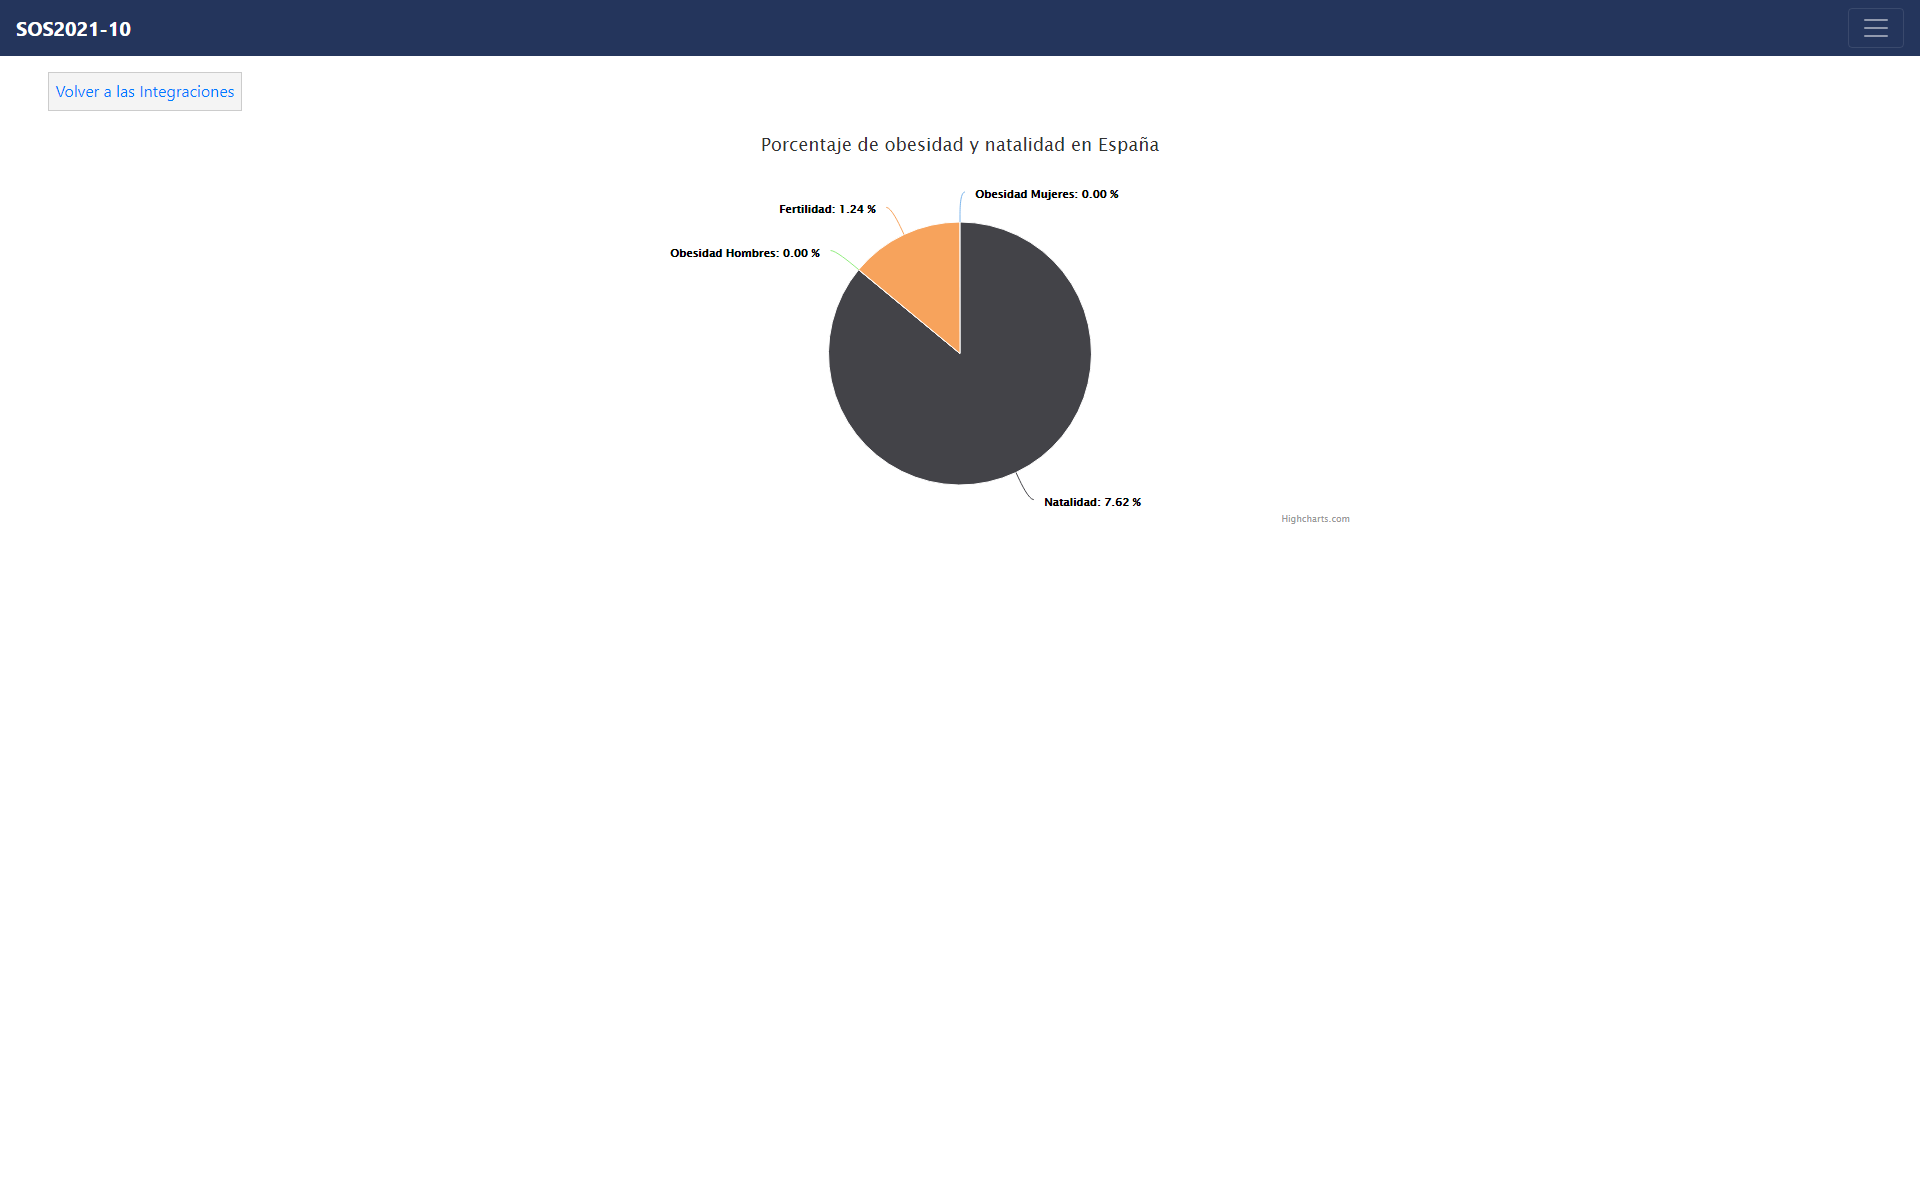 SOS2021-10
Volver a las Integraciones
Porcentaje de obesidad y natalidad en España
Obesidad Mujeres: 0.00 %
Fertilidad: 1.24 %
Obesidad Hombres: 0.00 %
Natalidad: 7.62 %
Highcharts.com